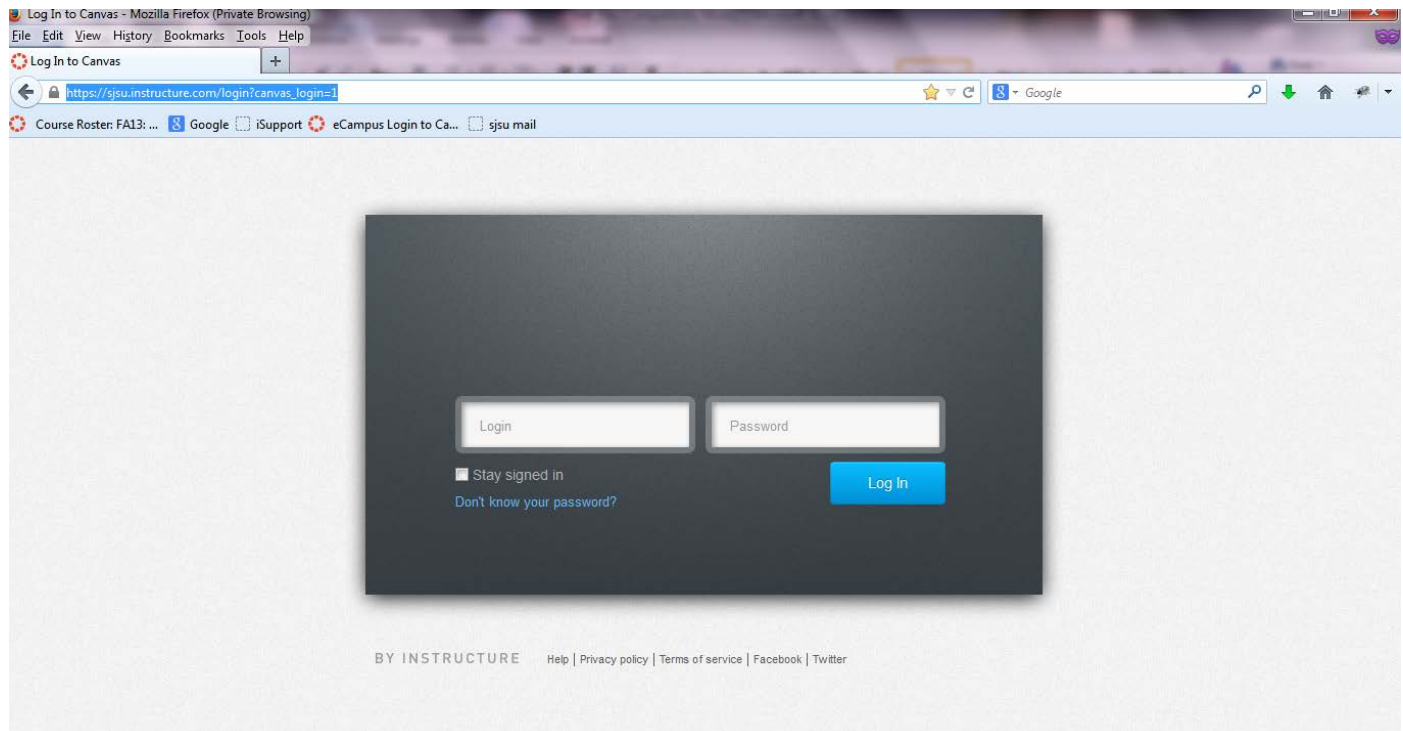 Log In to Canvas - Mozilla Firefox (Private Browsing)
File Edit View History Bookmarks Tools Help
Log In to Canvas +
https://sjsu.instructure.com/login?canvas_login=1 8 Google
Course Roster: FA13: ... 8 Google iSupport eCampus Login to Ca... sjsu mail
Login Password
Stay signed in Log In
Don't know your password?
BY INSTRUCTURE Help | Privacy policy | Terms of service | Facebook | Twitter